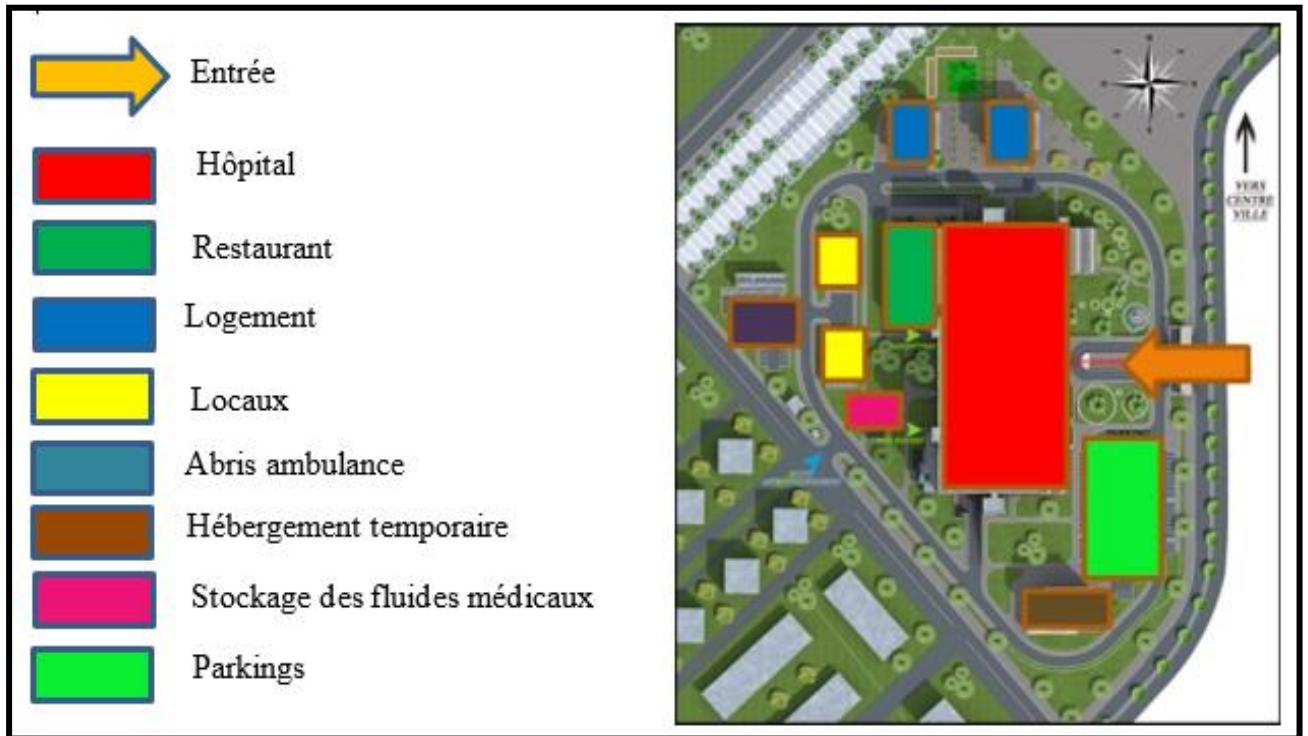 Entrée
Hôpital
Restaurant
Logement
Locaux
Abris ambulance
Hébergement temporaire
Stockage des fluides médicaux
Parkings
VERS
CENTRE
VILLE